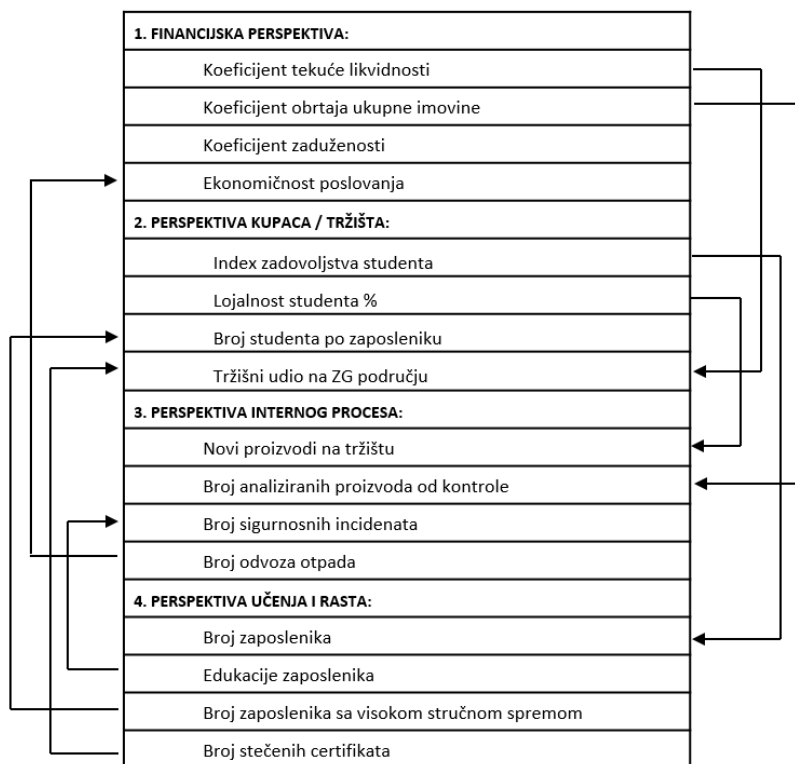 1. FINANCIJSKA PERSPEKTIVA:
Koeficijent tekuće likvidnosti
Koeficijent obrtaja ukupne imovine
Koeficijent zaduženosti
Ekonomičnost poslovanja
2. PERSPEKTIVA KUPACA / TRŽIŠTA:
Index zadovoljstva studenta
Lojalnost studenta %
Broj studenta po zaposleniku
Tržišni udio na ZG području
3. PERSPEKTIVA INTERNOG PROCESA:
Novi proizvodi na tržištu
Broj analiziranih proizvoda od kontrole
Broj sigurnosnih incidenata
Broj odvoza otpada
4. PERSPEKTIVA UČENJA I RASTA:
Broj zaposlenika
Edukacije zaposlenika
Broj zaposlenika sa visokom stručnom spremom
Broj stečenih certifikata